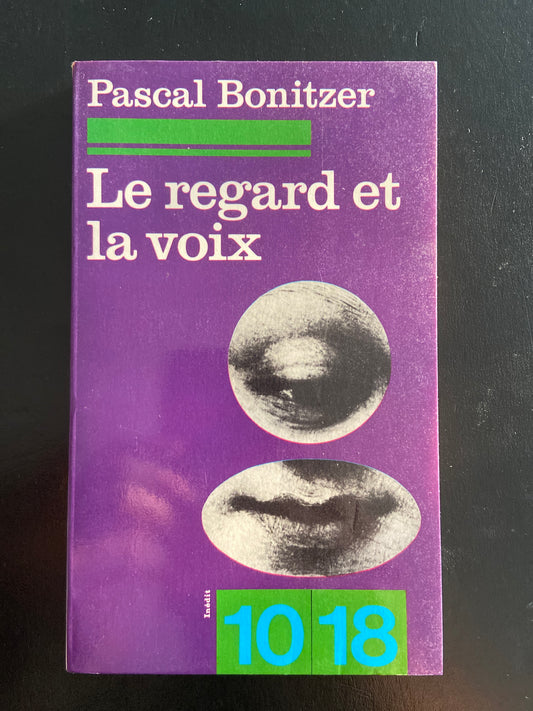 Pascal Bonitzer
Le regard et
la voix
Inédit
10 18